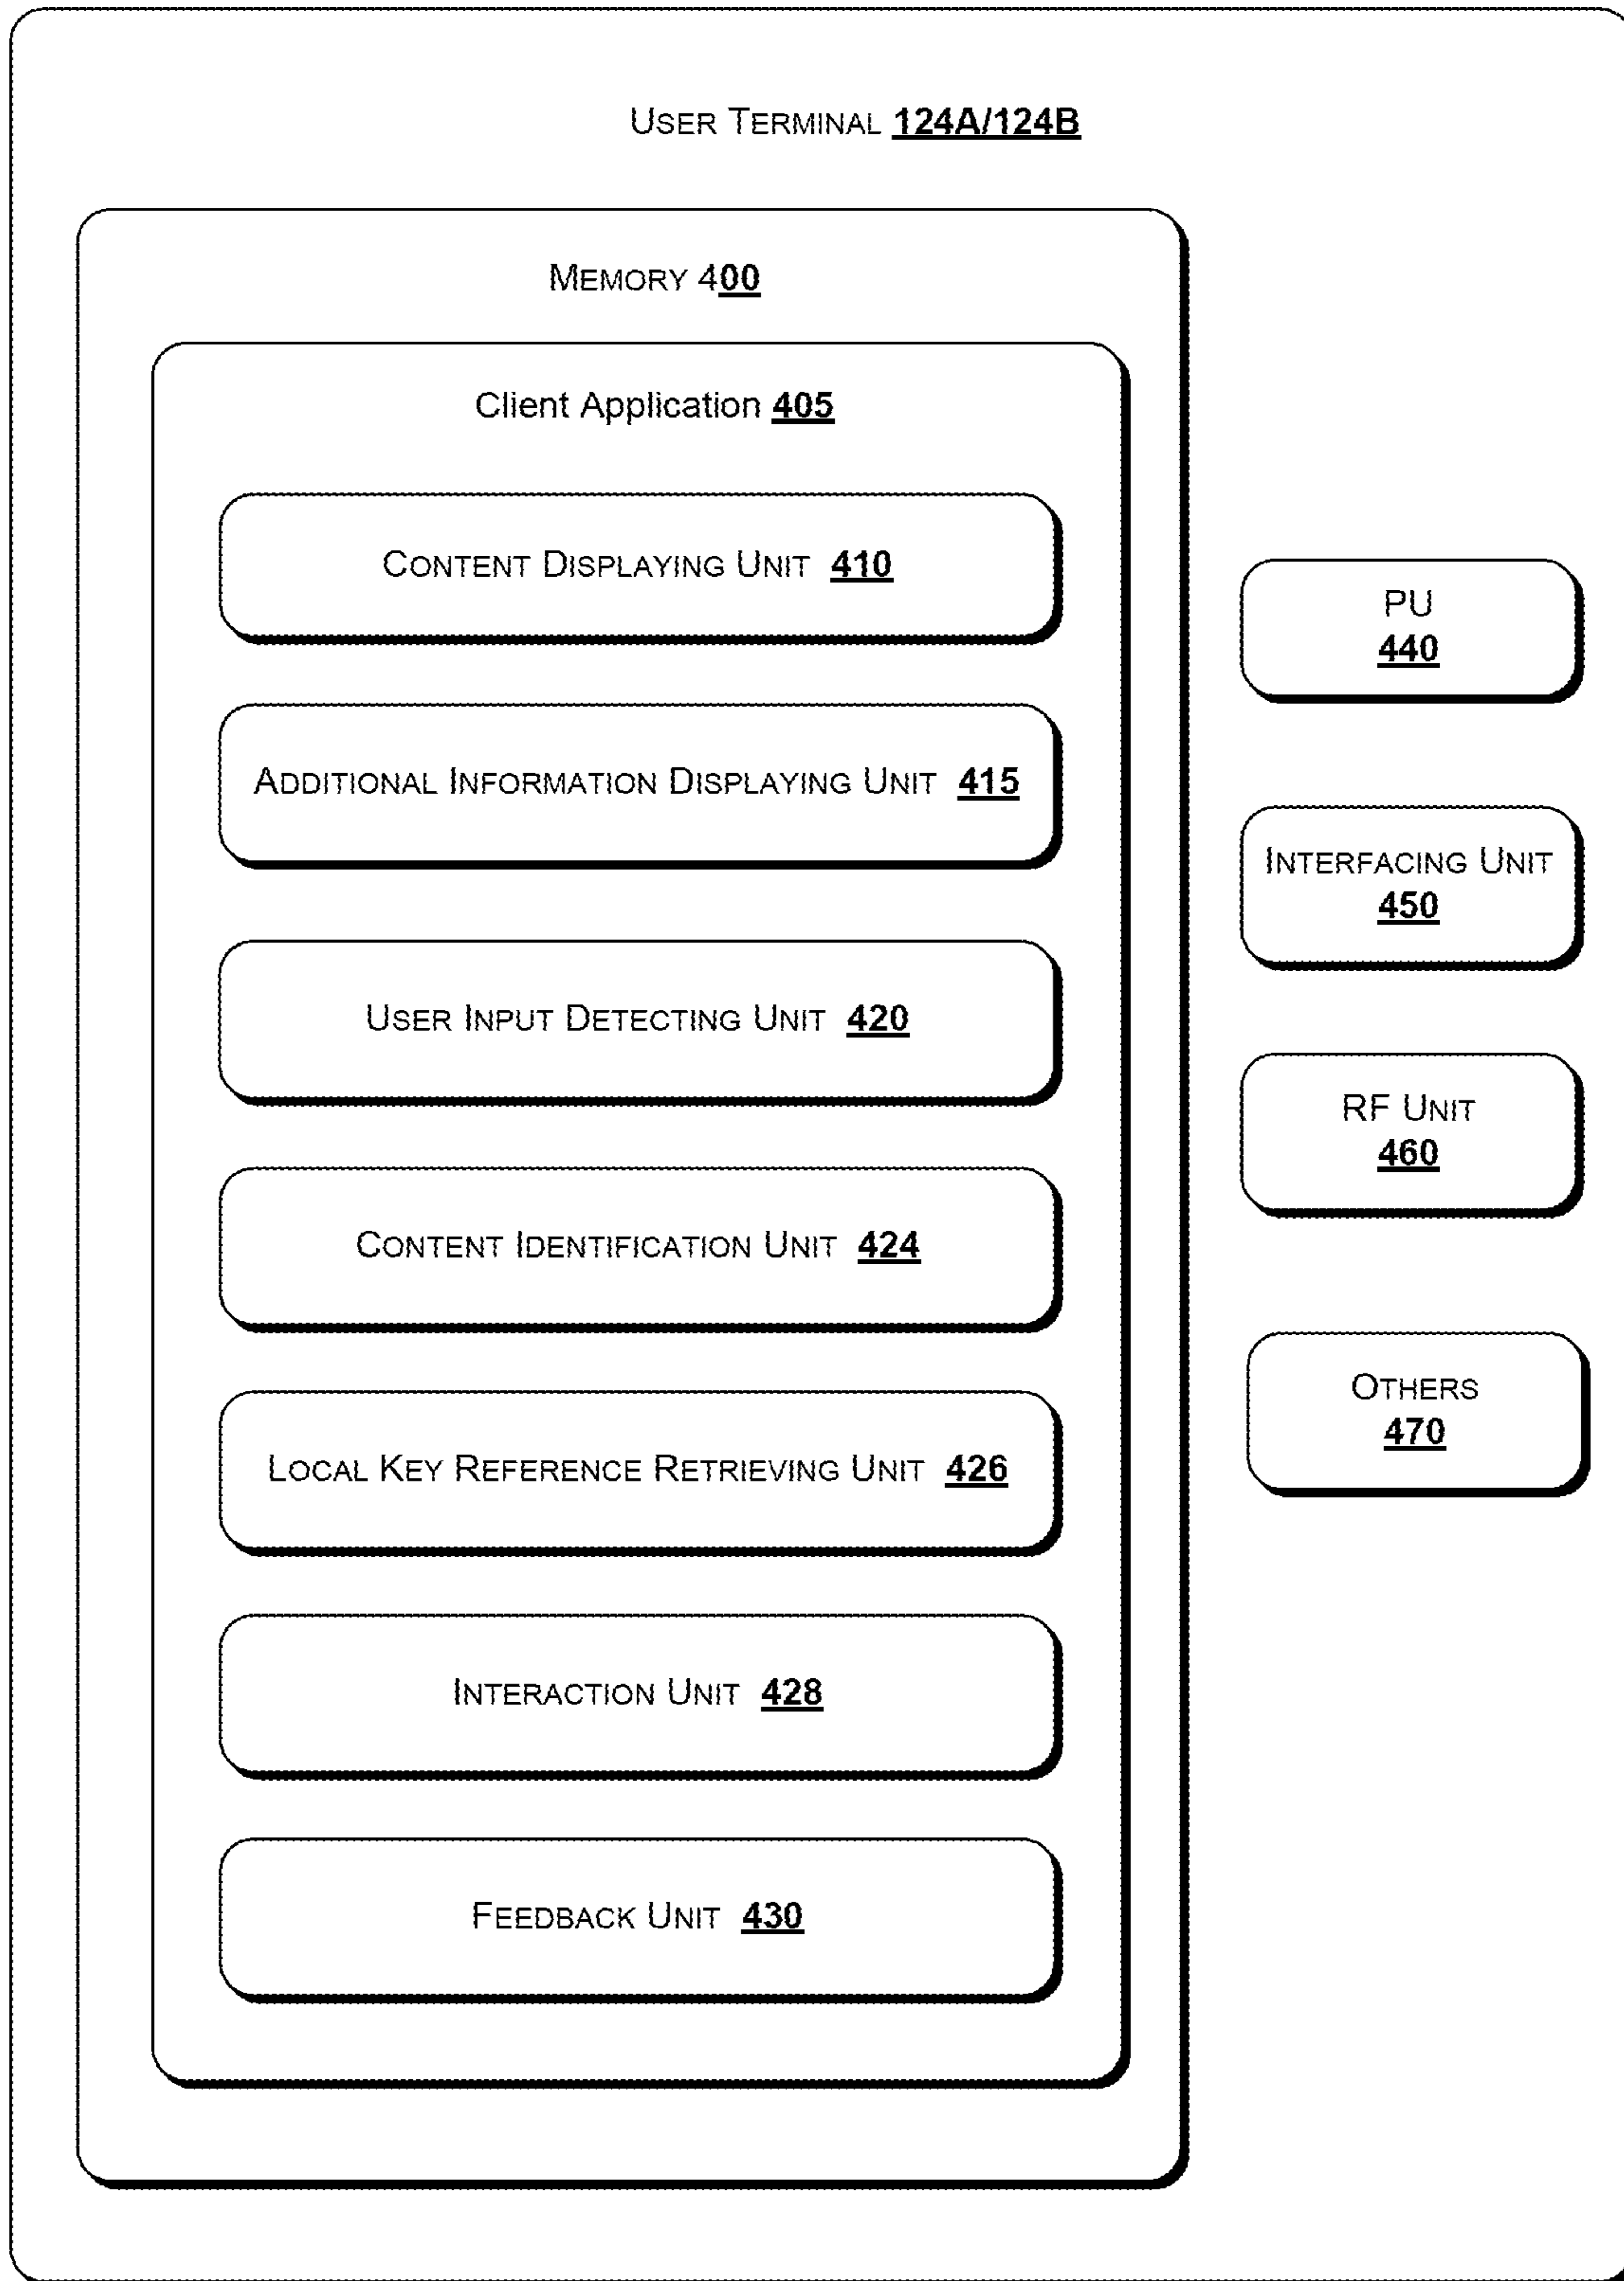 USER TERMINAL 124A/124B
MEMORY 400
Client Application 405
CONTENT DISPLAYING UNIT 410
ADDITIONAL INFORMATION DISPLAYING UNIT 415
USER INPUT DETECTING UNIT 420
CONTENT IDENTIFICATION UNIT 424
LOCAL KEY REFERENCE RETRIEVING UNIT 426
INTERACTION UNIT 428
FEEDBACK UNIT 430
PU
440
INTERFACING UNIT
450
RF UNIT
460
OTHERS
470